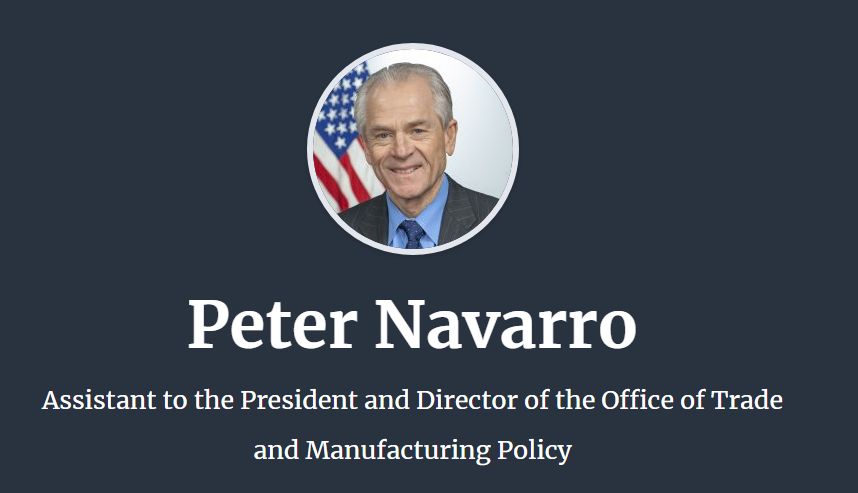 Peter Navarro
Assistant to the President and Director of the Office of Trade
and Manufacturing Policy